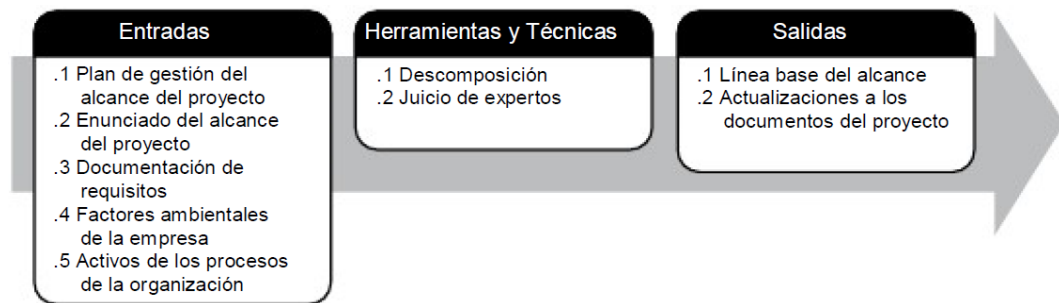 Entradas
.1 Plan de gestión del
alcance del proyecto
.2 Enunciado del alcance
del proyecto
.3 Documentación de
requisitos
.4 Factores ambientales
de la empresa
.5 Activos de los procesos
de la organización
Herramientas y Técnicas
.1 Descomposición
.2 Juicio de expertos
Salidas
.1 Línea base del alcance
.2 Actualizaciones a los
documentos del proyecto